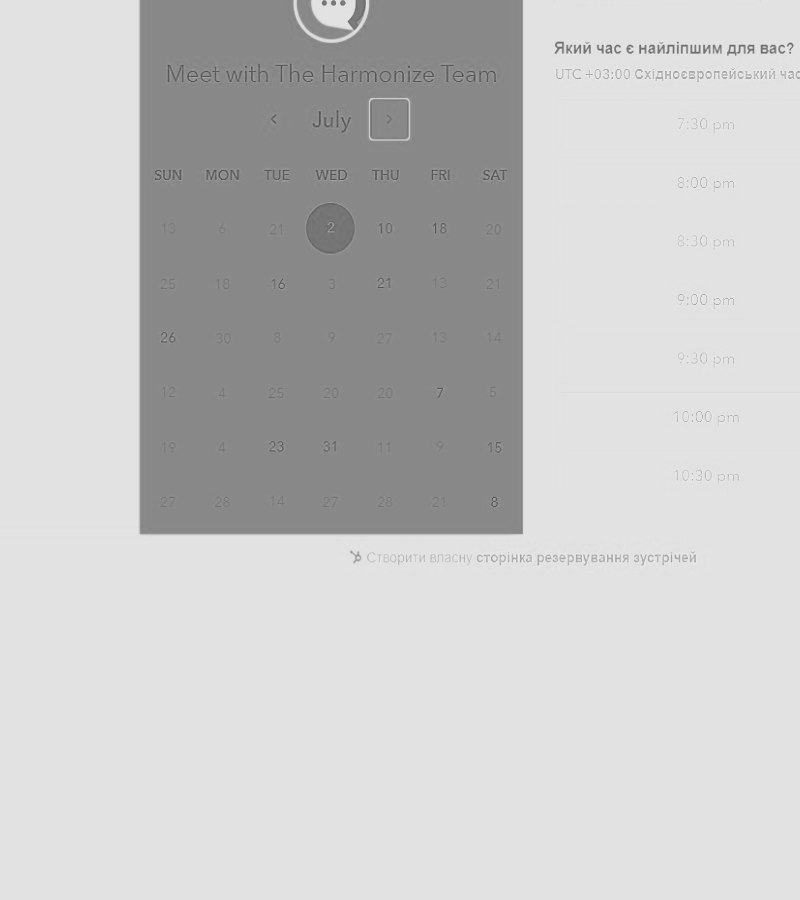 Meet with The Harmonize Team
July
SUN MON TUE WED THU FRI SAT
13 6 21 2 10 18 20
25 18 16 3 21 13 21
26 30 8 9 27 13 14
12 4 25 20 20 7 5
19 4 23 31 11 9 15
27 28 14 27 28 21 8
Який час є найліпшим для вас?
UTC +03:00 Східноєвропейський час
7:30 pm
8:00 pm
8:30 pm
9:00 pm
9:30 pm
10:00 pm
10:30 pm
Створити власну сторінка резервування зустрічей